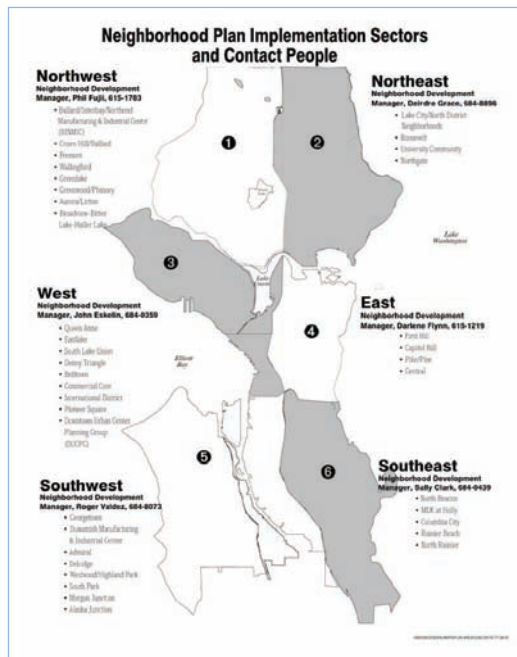 Neighborhood Plan Implementation Sectors
and Contact People
Northwest
Neighborhood Development
Manager, Phil Fujii, 615-1703
• Ballard/Interbay/Northend
Manufacturing & Industrial Center
(BINMIC)
• Crown Hill/Ballard
• Fremont
• Wallingford
• Greenlake
• Greenwood/Phinney
• Aurora/Licton
• Broadview-Bitter
Lake-Haller Lake
Northeast
Neighborhood Development
Manager, Deirdre Grace, 684-8896
• Lake City/North District
Neighborhoods
• Roosevelt
• University Community
• Northgate
1
2
Lake
Washington
3
Lake
Union
West
Neighborhood Development
Manager, John Eskelin, 684-0359
• Queen Anne
• Eastlake
• South Lake Union
• Denny Triangle
• Belltown
• Commercial Core
• International District
• Pioneer Square
• Downtown Urban Center
Planning Group
(DUCPG)
Elliott
Bay
4
East
Neighborhood Development
Manager, Darlene Flynn, 615-1219
• First Hill
• Capitol Hill
• Pike/Pine
• Central
5
6
Southwest
Neighborhood Development
Manager, Roger Valdez, 684-8073
• Georgetown
• Duwamish Manufacturing
& Industrial Center
• Admiral
• Delridge
• Westwood/Highland Park
• South Park
• Morgan Junction
• Alaska Junction
Southeast
Neighborhood Development
Manager, Sally Clark, 684-0439
• North Beacon
• MLK at Holly
• Columbia City
• Rainier Beach
• North Rainier